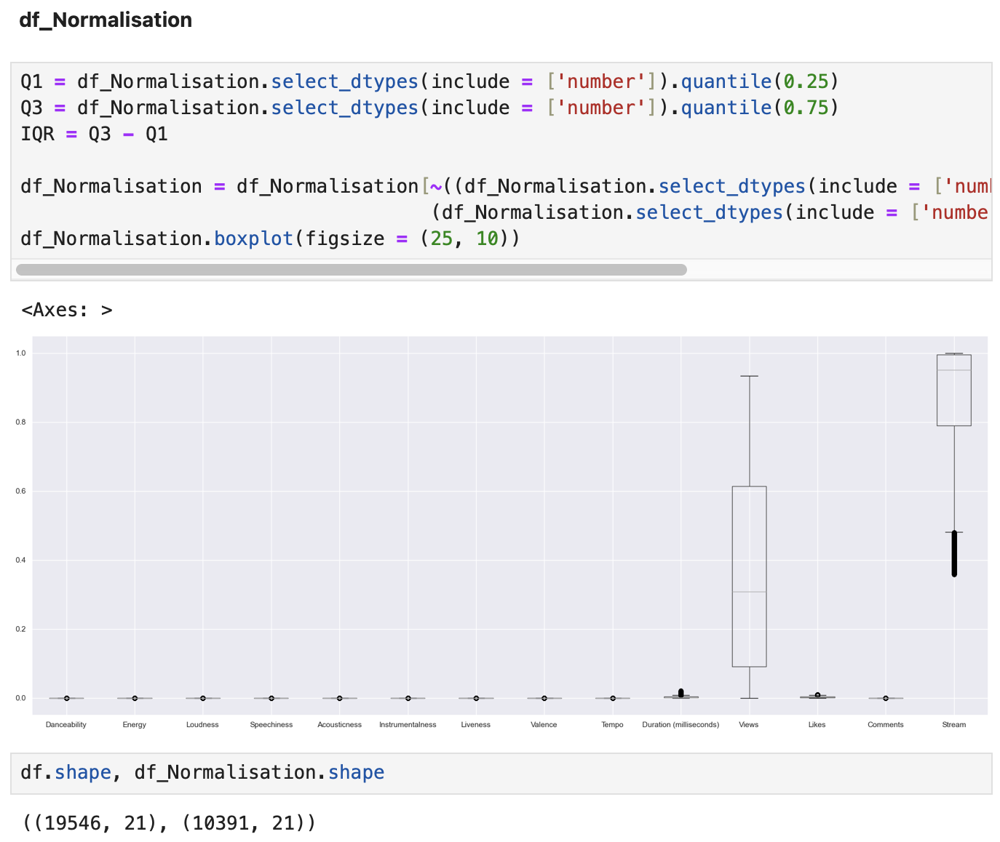 df_Normalisation
Q1 = df_Normalisation.select_dtypes(include = ['number']).quantile(0.25)
Q3 = df_Normalisation.select_dtypes(include = ['number']).quantile(0.75)
IQR = Q3 - Q1
df_Normalisation = df_Normalisation[~((df_Normalisation.select_dtypes(include = ['num
(df_Normalisation.select_dtypes(include = ['numbe
df_Normalisation.boxplot(figsize = (25, 10))
<Axes: >
1.0
0.8
0.6
0.4
0.2
0.0
Danceability Energy Loudness Speechiness Acousticness Instrumentalness Liveness Valence Tempo Duration (milliseconds) Views Likes Comments Stream
df.shape, df_Normalisation.shape
((19546, 21), (10391, 21))